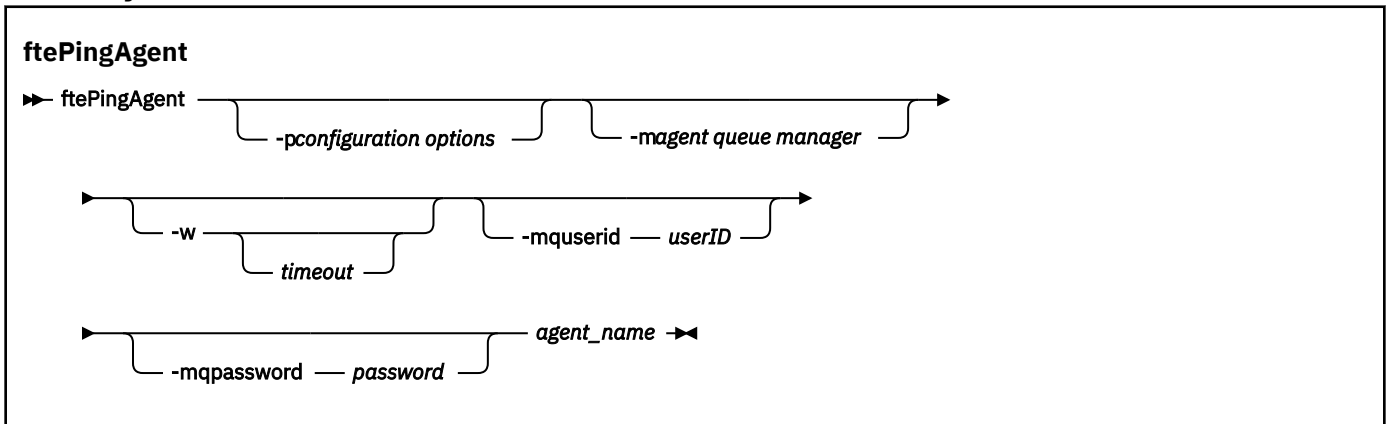 ftePingAgent
ftePingAgent
-pconfiguration options -magent queue manager
-w
-mquserid userID
timeout
agent_name
-mqpassword password